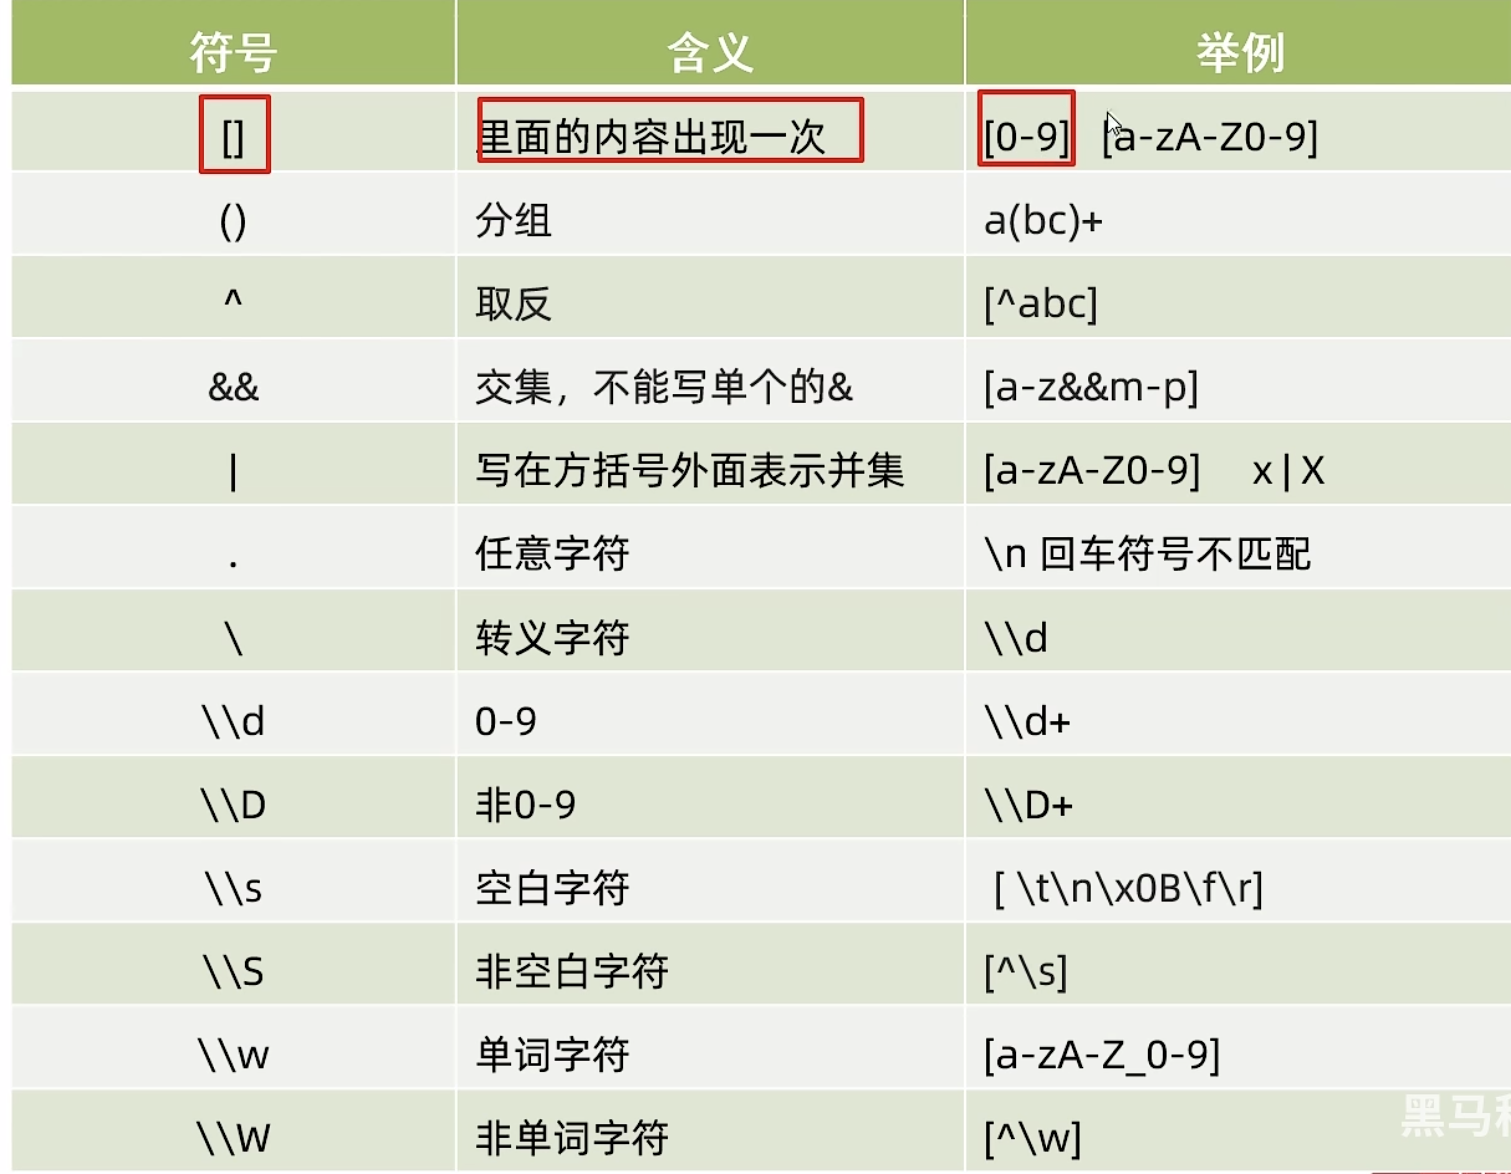 符号 含义 举例
[] 里面的内容出现一次 [0-9] [a-zA-Z0-9]
() 分组 a(bc)+
^ 取反 [^abc]
&& 交集，不能写单个的& [a-z&&m-p]
| 写在方括号外面表示并集 [a-zA-Z0-9] x|X
. 任意字符 \n 回车符号不匹配
\ 转义字符 \\d
\\d 0-9 \\d+
\\D 非0-9 \\D+
\\s 空白字符 [ \t\n\x0B\f\r]
\\S 非空白字符 [^\s]
\\w 单词字符 [a-zA-Z_0-9]
\\W 非单词字符 [^\w]
黑马